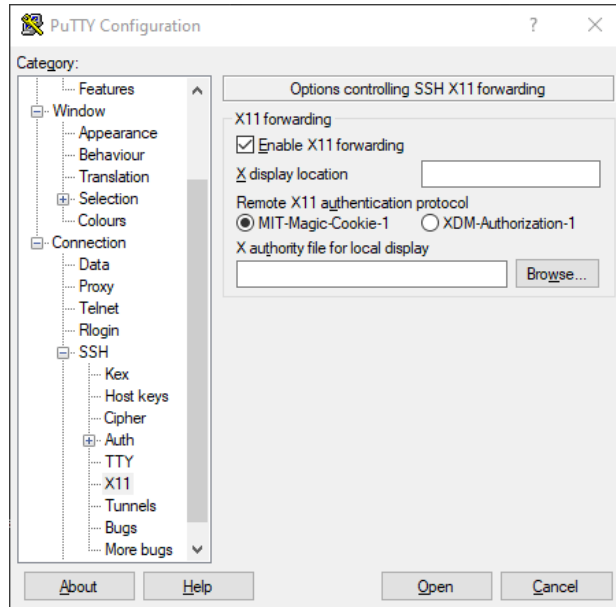 PuTTY Configuration
?
Category:
Features
Window
Appearance
Behaviour
Translation
Selection
Colours
Connection
Data
Proxy
Telnet
Rlogin
SSH
Kex
Host keys
Cipher
Auth
TTY
X11
Tunnels
Bugs
More bugs
Options controlling SSH X11 forwarding
X11 forwarding
Enable X11 forwarding
X display location
Remote X11 authentication protocol
MIT-Magic-Cookie-1 XDM-Authorization-1
X authority file for local display
Browse...
About Help Open Cancel